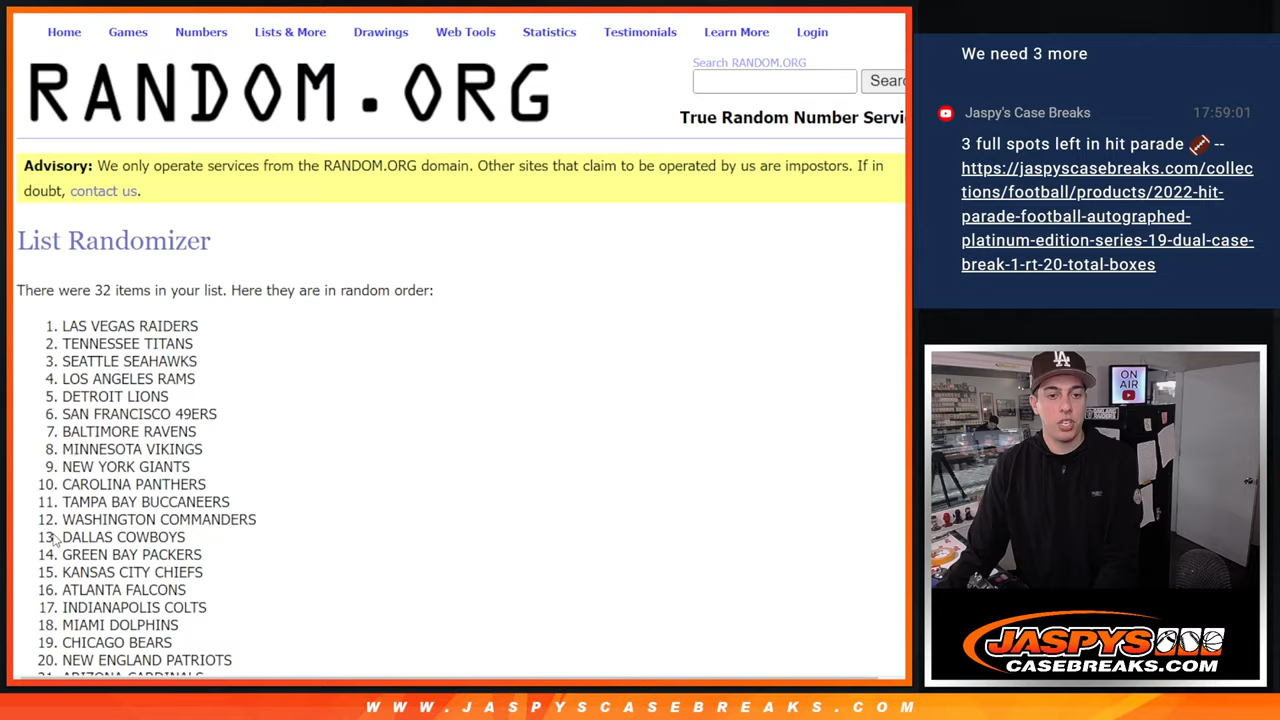 Home Games Numbers Lists & More Drawings Web Tools Statistics Testimonials Learn More Login
RANDOM.ORG
Search RANDOM.ORG
True Random Number Servi
Advisory: We only operate services from the RANDOM.ORG domain. Other sites that claim to be operated by us are impostors. If in
doubt, contact us.
List Randomizer
There were 32 items in your list. Here they are in random order:
1. LAS VEGAS RAIDERS
2. TENNESSEE TITANS
3. SEATTLE SEAHAWKS
4. LOS ANGELES RAMS
5. DETROIT LIONS
6. SAN FRANCISCO 49ERS
7. BALTIMORE RAVENS
8. MINNESOTA VIKINGS
9. NEW YORK GIANTS
10. CAROLINA PANTHERS
11. TAMPA BAY BUCCANEERS
12. WASHINGTON COMMANDERS
13. DALLAS COWBOYS
14. GREEN BAY PACKERS
15. KANSAS CITY CHIEFS
16. ATLANTA FALCONS
17. INDIANAPOLIS COLTS
18. MIAMI DOLPHINS
19. CHICAGO BEARS
20. NEW ENGLAND PATRIOTS
We need 3 more
Jaspy's Case Breaks 17:59:01
3 full spots left in hit parade 🏈 --
https://jaspyscasebreaks.com/collec
tions/football/products/2022-hit-
parade-football-autographed-
platinum-edition-series-19-dual-case-
break-1-rt-20-total-boxes
LA
ON
AIR
JASPYS
CASEBREAKS.COM
WWW.JASPYSCASEBREAKS.COM